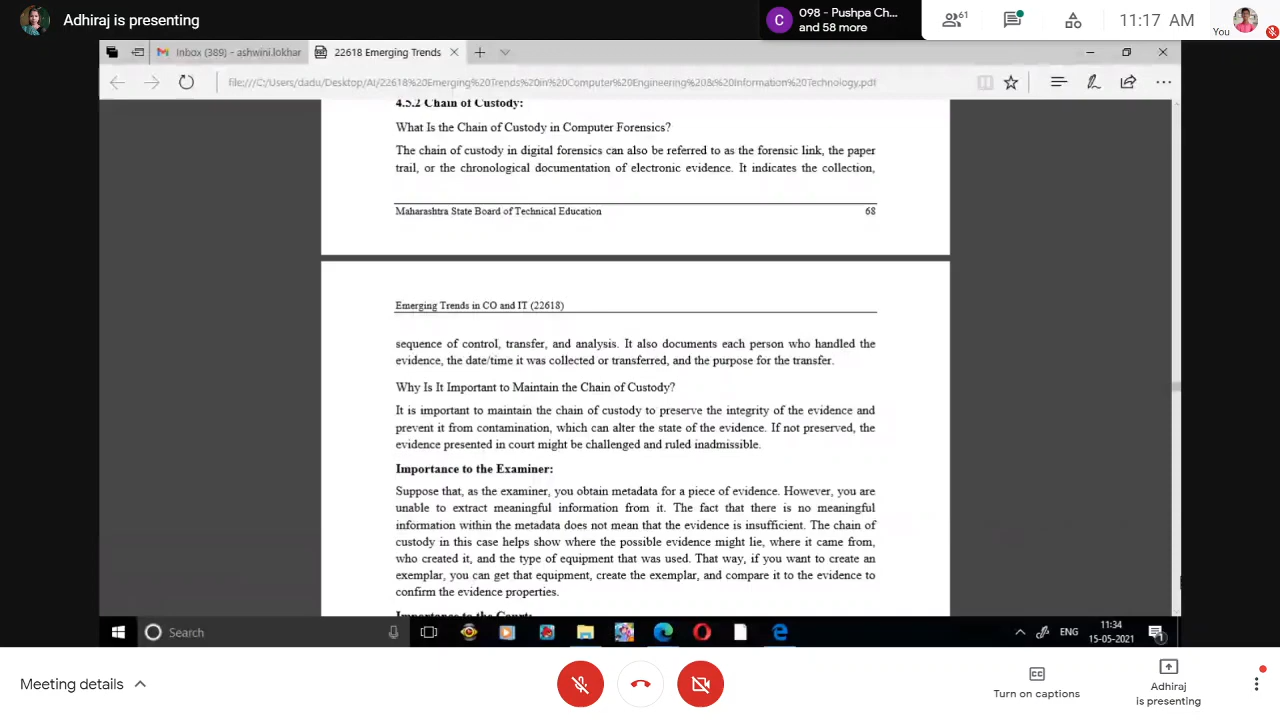 Adhiraj is presenting
C
098 - Pushpa Ch...
and 58 more
61
11:17 AM
You
Inbox (389) - ashwini.lokhar
22618 Emerging Trends
file:///C:/Users/dadu/Desktop/AI/22618%20Emerging%20Trends%20in%20Computer%20Engineering%20&%20Information%20Technology.pdf
4.5.2 Chain of Custody:
What Is the Chain of Custody in Computer Forensics?
The chain of custody in digital forensics can also be referred to as the forensic link, the paper
trail, or the chronological documentation of electronic evidence. It indicates the collection,
Maharashtra State Board of Technical Education 68
Emerging Trends in CO and IT (22618)
sequence of control, transfer, and analysis. It also documents each person who handled the
evidence, the date/time it was collected or transferred, and the purpose for the transfer.
Why Is It Important to Maintain the Chain of Custody?
It is important to maintain the chain of custody to preserve the integrity of the evidence and
prevent it from contamination, which can alter the state of the evidence. If not preserved, the
evidence presented in court might be challenged and ruled inadmissible.
Importance to the Examiner:
Suppose that, as the examiner, you obtain metadata for a piece of evidence. However, you are
unable to extract meaningful information from it. The fact that there is no meaningful
information within the metadata does not mean that the evidence is insufficient. The chain of
custody in this case helps show where the possible evidence might lie, where it came from,
who created it, and the type of equipment that was used. That way, if you want to create an
exemplar, you can get that equipment, create the exemplar, and compare it to the evidence to
confirm the evidence properties.
Importance to the Court:
Search
ENG
11:34
15-05-2021
1
Meeting details
CC
Turn on captions
Adhiraj
is presenting